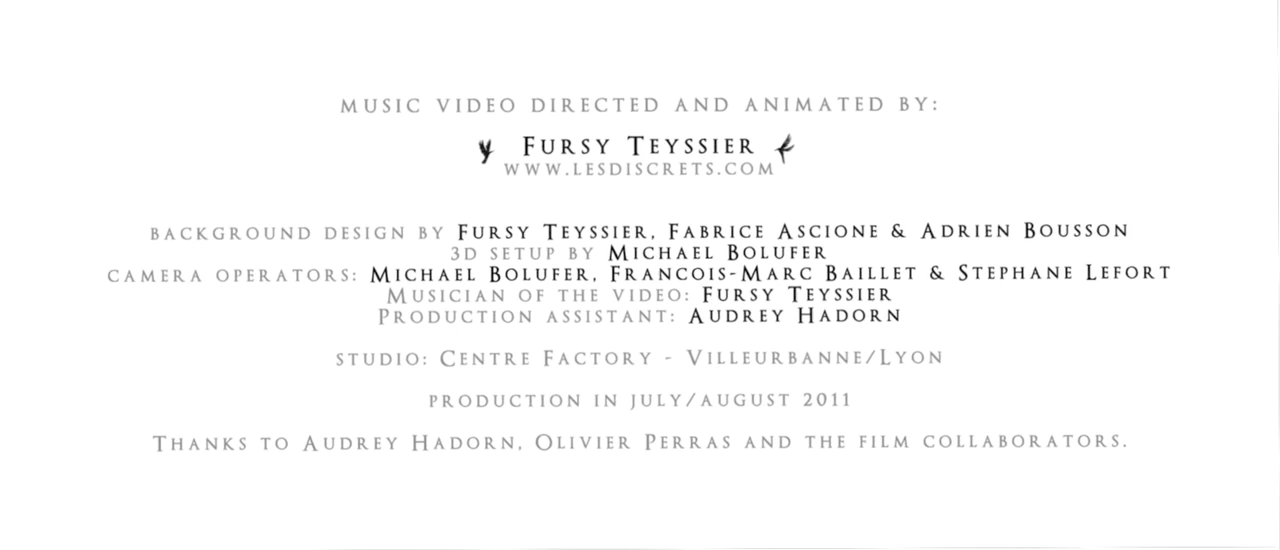 MUSIC VIDEO DIRECTED AND ANIMATED BY:
FURSY TEYSSIER
WWW.LESDISCRETS.COM
BACKGROUND DESIGN BY FURSY TEYSSIER, FABRICE ASCIONE & ADRIEN BOUSSON
3D SETUP BY MICHAEL BOLUFER
CAMERA OPERATORS: MICHAEL BOLUFER, FRANCOIS-MARC BAILLET & STEPHANE LEFORT
MUSICIAN OF THE VIDEO: FURSY TEYSSIER
PRODUCTION ASSISTANT: AUDREY HADORN
STUDIO: CENTRE FACTORY - VILLEURBANNE/LYON
PRODUCTION IN JULY/AUGUST 2011
THANKS TO AUDREY HADORN, OLIVIER PERRAS AND THE FILM COLLABORATORS.